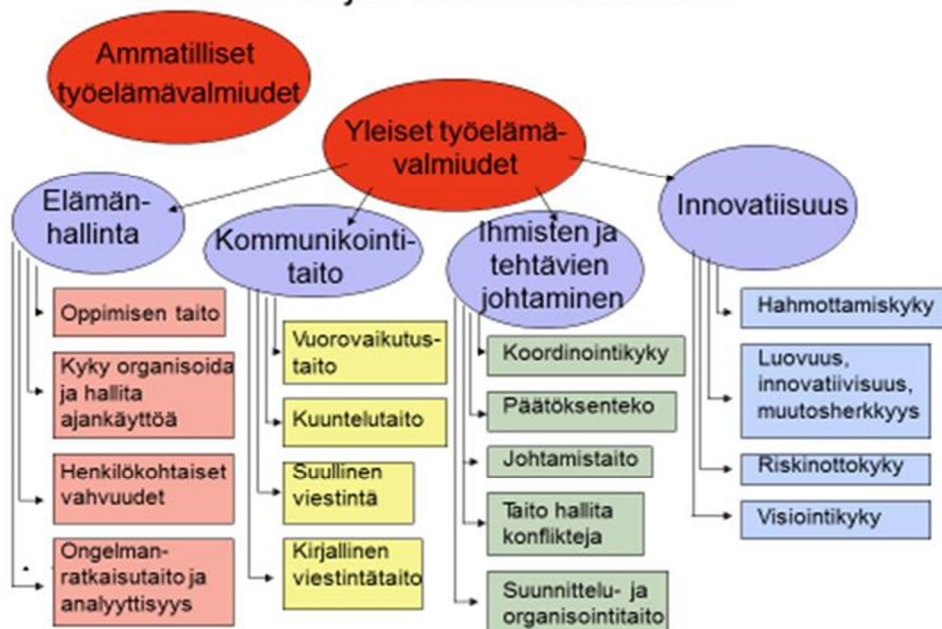 Ammatilliset
työelämävalmiudet
Yleiset työelämä-
valmiudet
Elämän-
hallinta
Oppimisen taito
Kyky organisoida
ja hallita
ajankäyttöä
Henkilökohtaiset
vahvuudet
Ongelman-
ratkaisutaito ja
analyyttisyys
Kommunikointi-
taito
Vuorovaikutus-
taito
Kuuntelutaito
Suullinen
viestintä
Kirjallinen
viestintätaito
Ihmisten ja
tehtävien
johtaminen
Koordinointikyky
Päätöksenteko
Johtamistaito
Taito hallita
konflikteja
Suunnittelu- ja
organisointitaito
Innovatiisuus
Hahmottamiskyky
Luovuus,
innovatiivisuus,
muutosherkkyys
Riskinottokyky
Visiointikyky